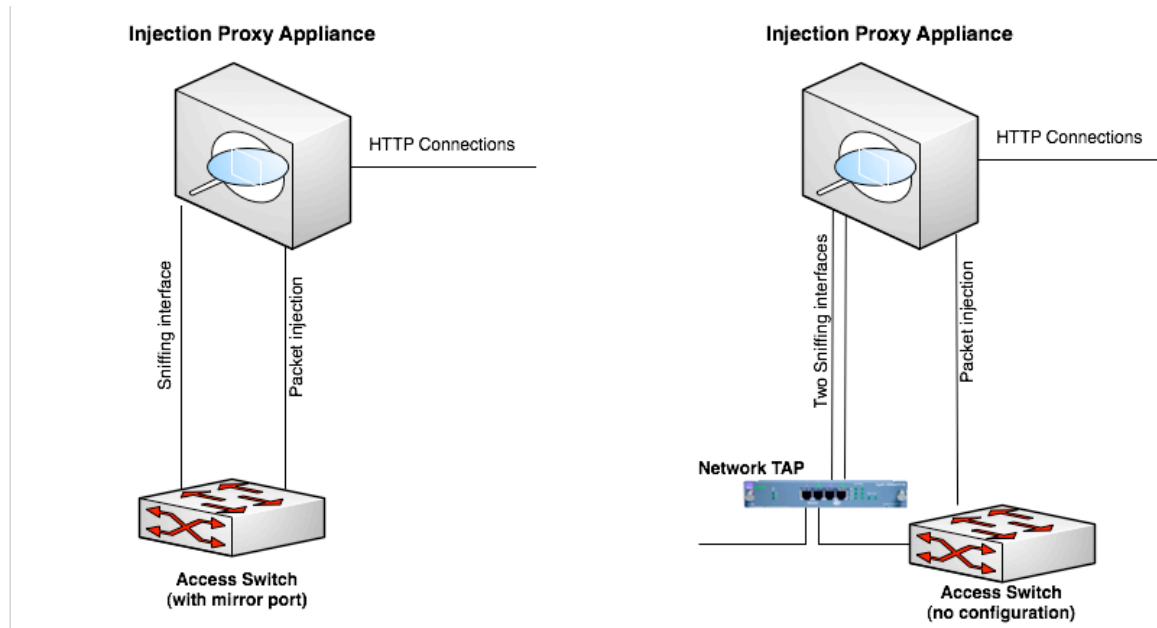 Injection Proxy Appliance
HTTP Connections
Sniffing interface
Packet injection
Access Switch
(with mirror port)
Injection Proxy Appliance
HTTP Connections
Two Sniffing interfaces
Packet injection
Network TAP
Access Switch
(no configuration)